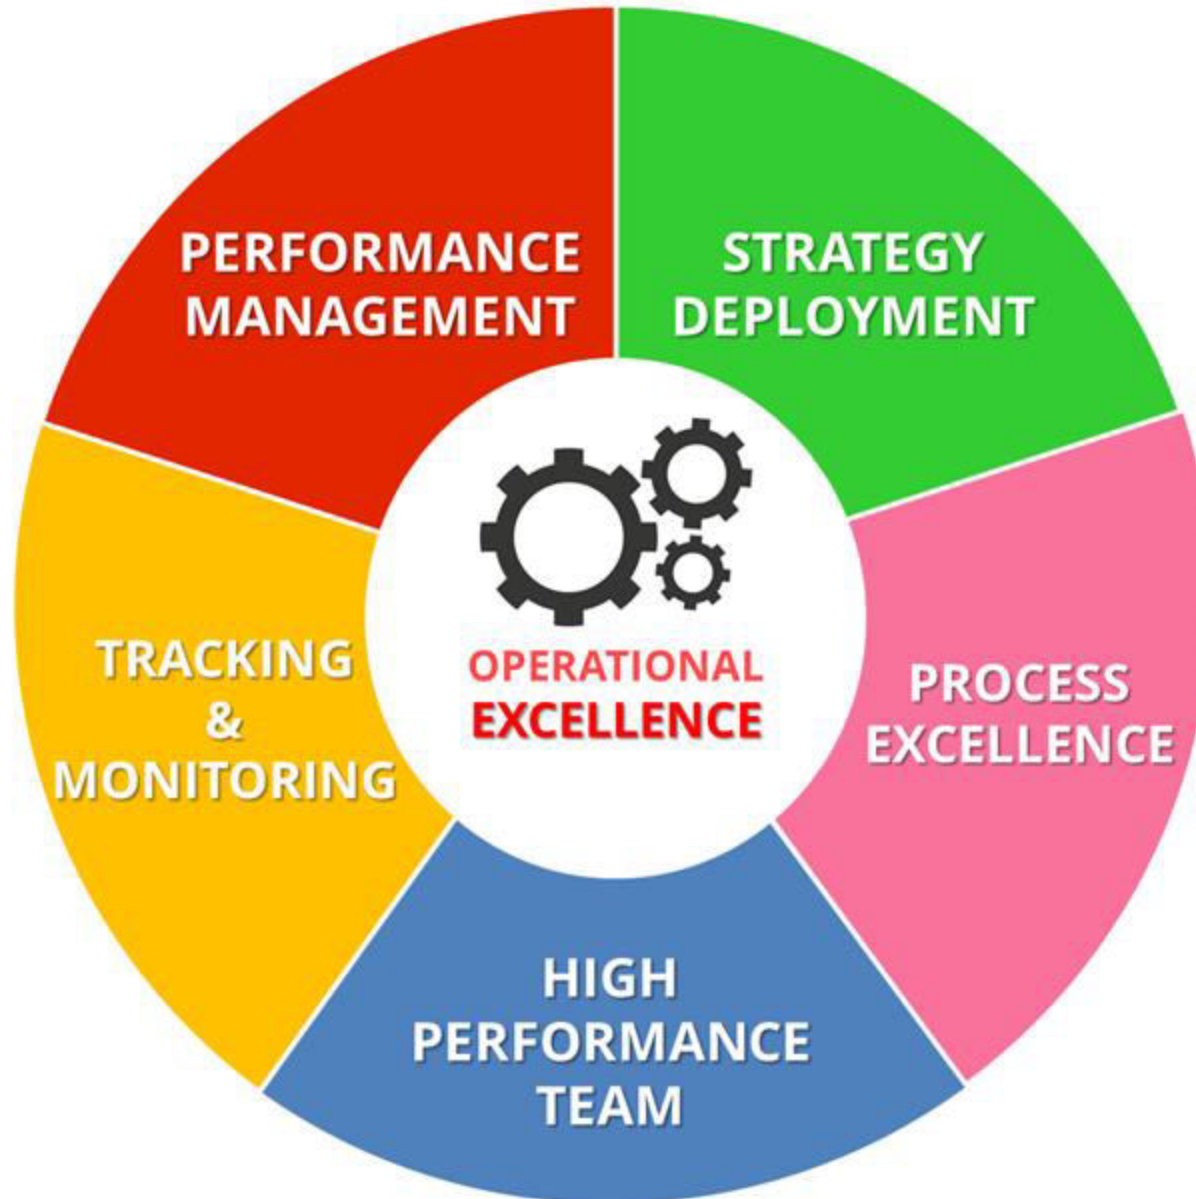 PERFORMANCE
MANAGEMENT
STRATEGY
DEPLOYMENT
OPERATIONAL
EXCELLENCE
TRACKING
&
MONITORING
PROCESS
EXCELLENCE
HIGH
PERFORMANCE
TEAM